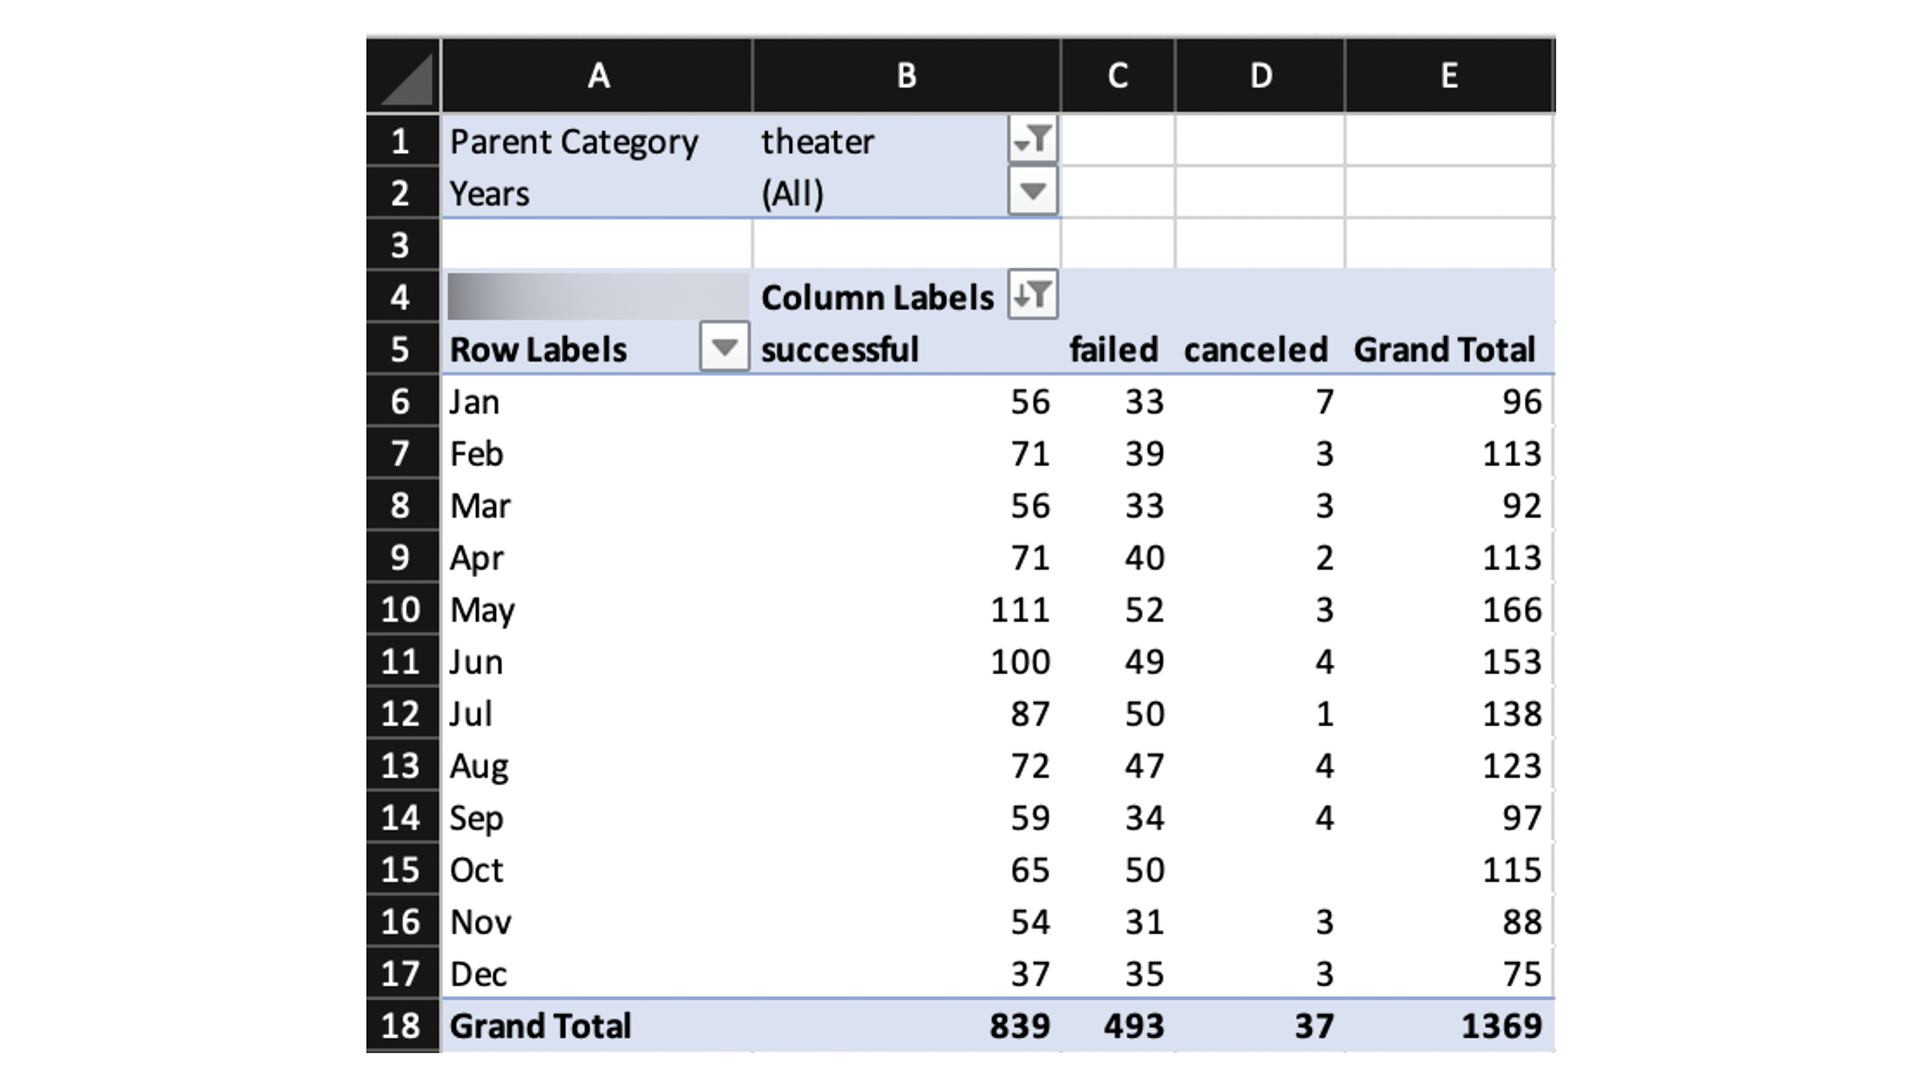 A B C D E
1 Parent Category theater
2 Years (All)
3
4 Column Labels
5 Row Labels successful failed canceled Grand Total
6 Jan 56 33 7 96
7 Feb 71 39 3 113
8 Mar 56 33 3 92
9 Apr 71 40 2 113
10 May 111 52 3 166
11 Jun 100 49 4 153
12 Jul 87 50 1 138
13 Aug 72 47 4 123
14 Sep 59 34 4 97
15 Oct 65 50 115
16 Nov 54 31 3 88
17 Dec 37 35 3 75
18 Grand Total 839 493 37 1369